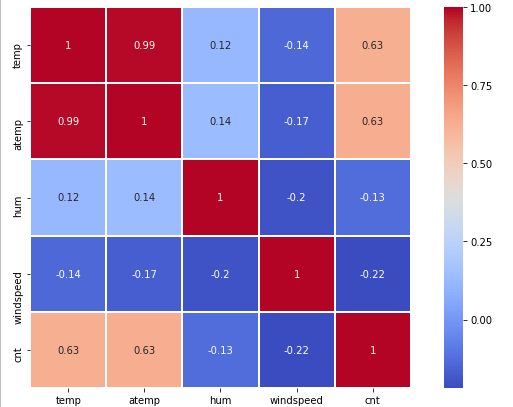 temp 1 0.99 0.12 -0.14 0.63
atemp 0.99 1 0.14 -0.17 0.63
hum 0.12 0.14 1 -0.2 -0.13
windspeed -0.14 -0.17 -0.2 1 -0.22
cnt 0.63 0.63 -0.13 -0.22 1
temp atemp hum windspeed cnt
1.00
0.75
0.50
0.25
0.00